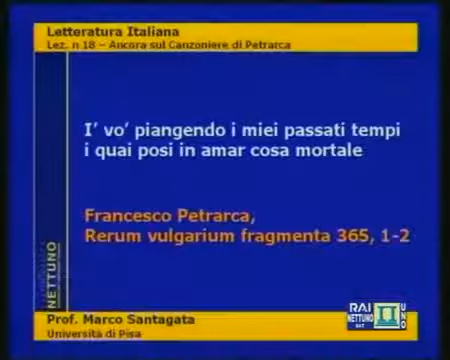 Letteratura Italiana
Lez. n 18 – Ancora sul Canzoniere di Petrarca
I' vo' piangendo i miei passati tempi
i quai posi in amar cosa mortale
Francesco Petrarca,
Rerum vulgarium fragmenta 365, 1-2
NETTUNO
Prof. Marco Santagata
Università di Pisa
RAI
NETTUNO
SAT
UNO